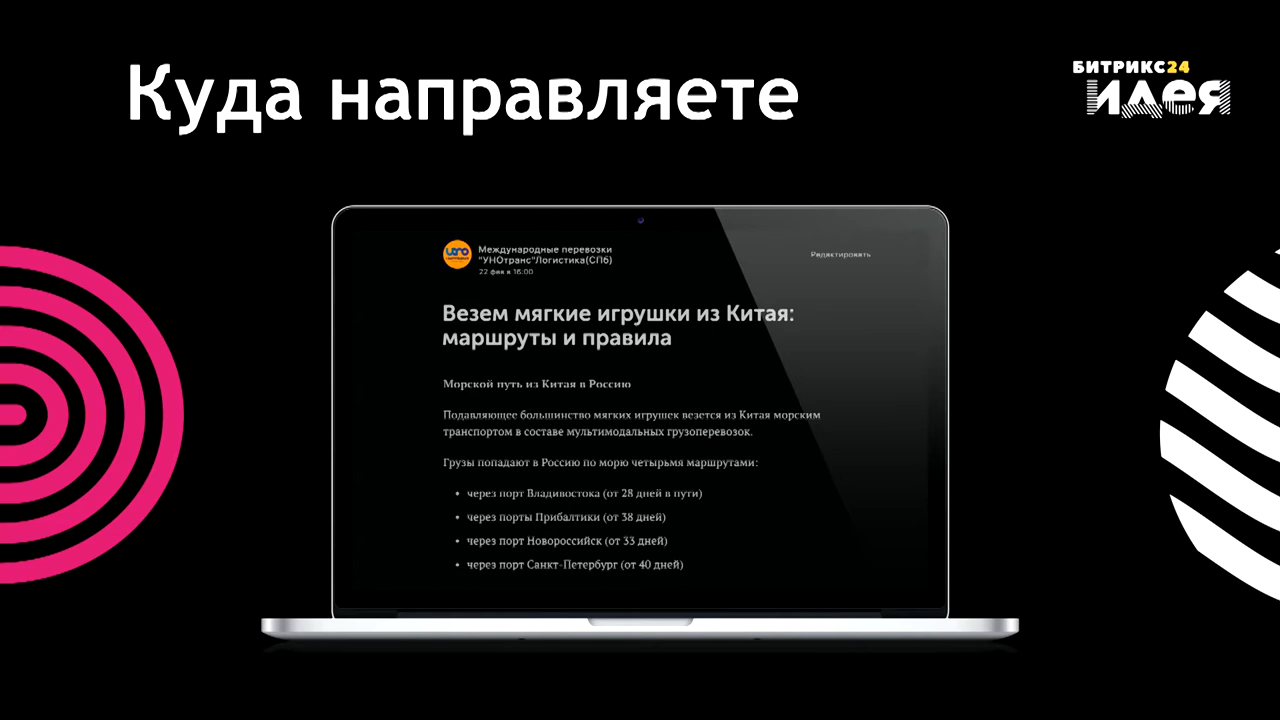 Куда направляете
БИТРИКС24
идея
uno
Международные перевозки
"УНОтранс"Логистика(СПб)
22 фев в 16:00
Редактировать
Везем мягкие игрушки из Китая:
маршруты и правила
Морской путь из Китая в Россию
Подавляющее большинство мягких игрушек везется из Китая морским
транспортом в составе мультимодальных грузоперевозок.
Грузы попадают в Россию по морю четырьмя маршрутами:
• через порт Владивостока (от 28 дней в пути)
• через порты Прибалтики (от 38 дней)
• через порт Новороссийск (от 33 дней)
• через порт Санкт-Петербург (от 40 дней)